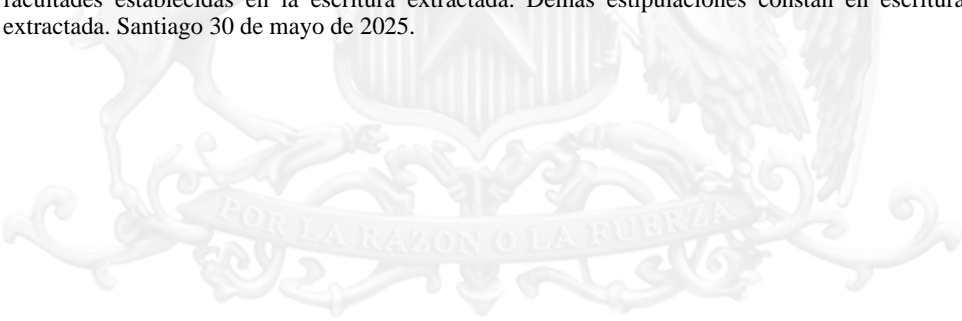 facultades establecidas en la escritura extractada. Demás estipulaciones constan en escritura
extractada. Santiago 30 de mayo de 2025.
POR LA RAZON O LA FUERZA